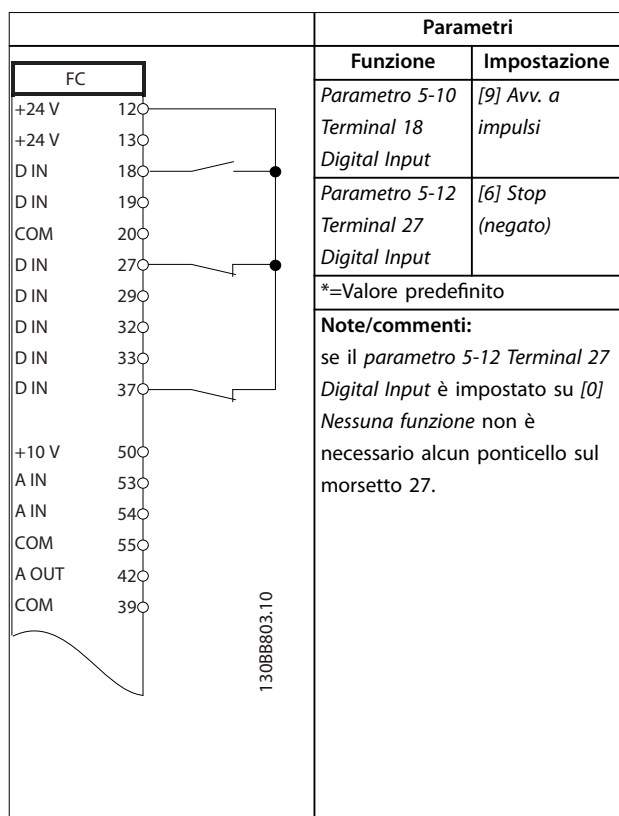 FC
+24 V 12
+24 V 13
D IN 18
D IN 19
COM 20
D IN 27
D IN 29
D IN 32
D IN 33
D IN 37
+10 V 50
A IN 53
A IN 54
COM 55
A OUT 42
COM 39
130BB803.10
Parametri
Funzione Impostazione
Parametro 5-10 [9] Avv. a
Terminal 18 impulsi
Digital Input
Parametro 5-12 [6] Stop
Terminal 27 (negato)
Digital Input
*=Valore predefinito
Note/commenti:
se il parametro 5-12 Terminal 27
Digital Input è impostato su [0]
Nessuna funzione non è
necessario alcun ponticello sul
morsetto 27.